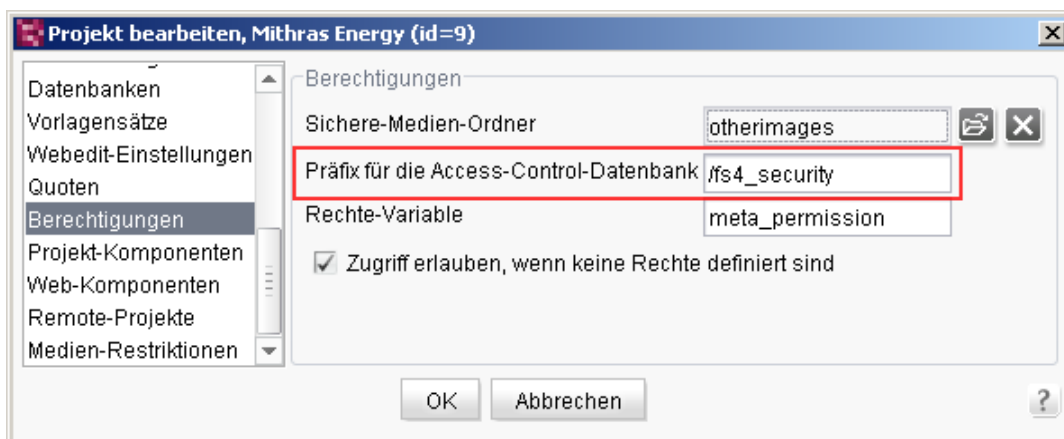 Projekt bearbeiten, Mithras Energy (id=9)
Datenbanken
Vorlagensätze
Webedit-Einstellungen
Quoten
Berechtigungen
Projekt-Komponenten
Web-Komponenten
Remote-Projekte
Medien-Restriktionen
Berechtigungen
Sichere-Medien-Ordner otherimages
Präfix für die Access-Control-Datenbank /fs4_security
Rechte-Variable meta_permission
Zugriff erlauben, wenn keine Rechte definiert sind
OK Abbrechen ?